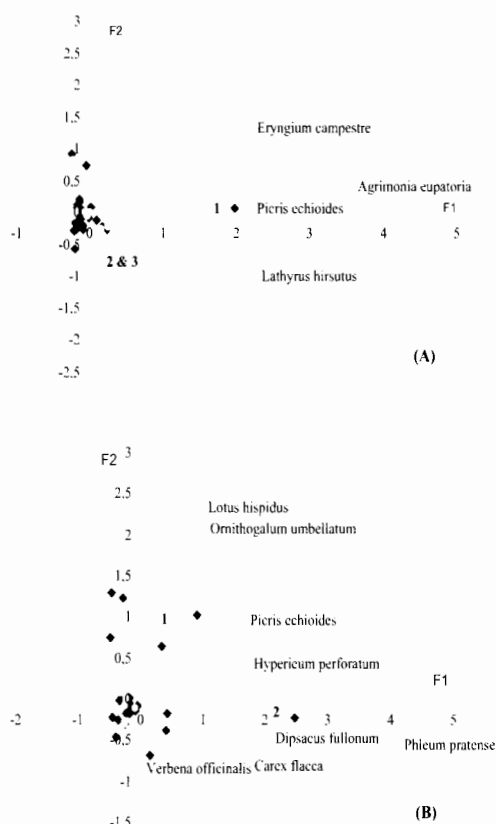 3
F2
2.5
2
1.5
Eryngium campestre
1
0.5
Agrimonia eupatoria
1 Picris echioides F1
-1 0 1 2 3 4 5
-0.5
2 & 3
-1 Lathyrus hirsutus
-1.5
-2
(A)
-2.5
F2 3
2.5
Lotus hispidus
Ornithogalum umbellatum
2
1.5
1 1 Picris echioides
0.5 Hypericum perforatum
F1
-2 -1 0 1 2 3 4 5
2
-0.5 Dipsacus fullonum
Phleum pratense
Verbena officinalis Carex flacca
-1
(B)
-1.5